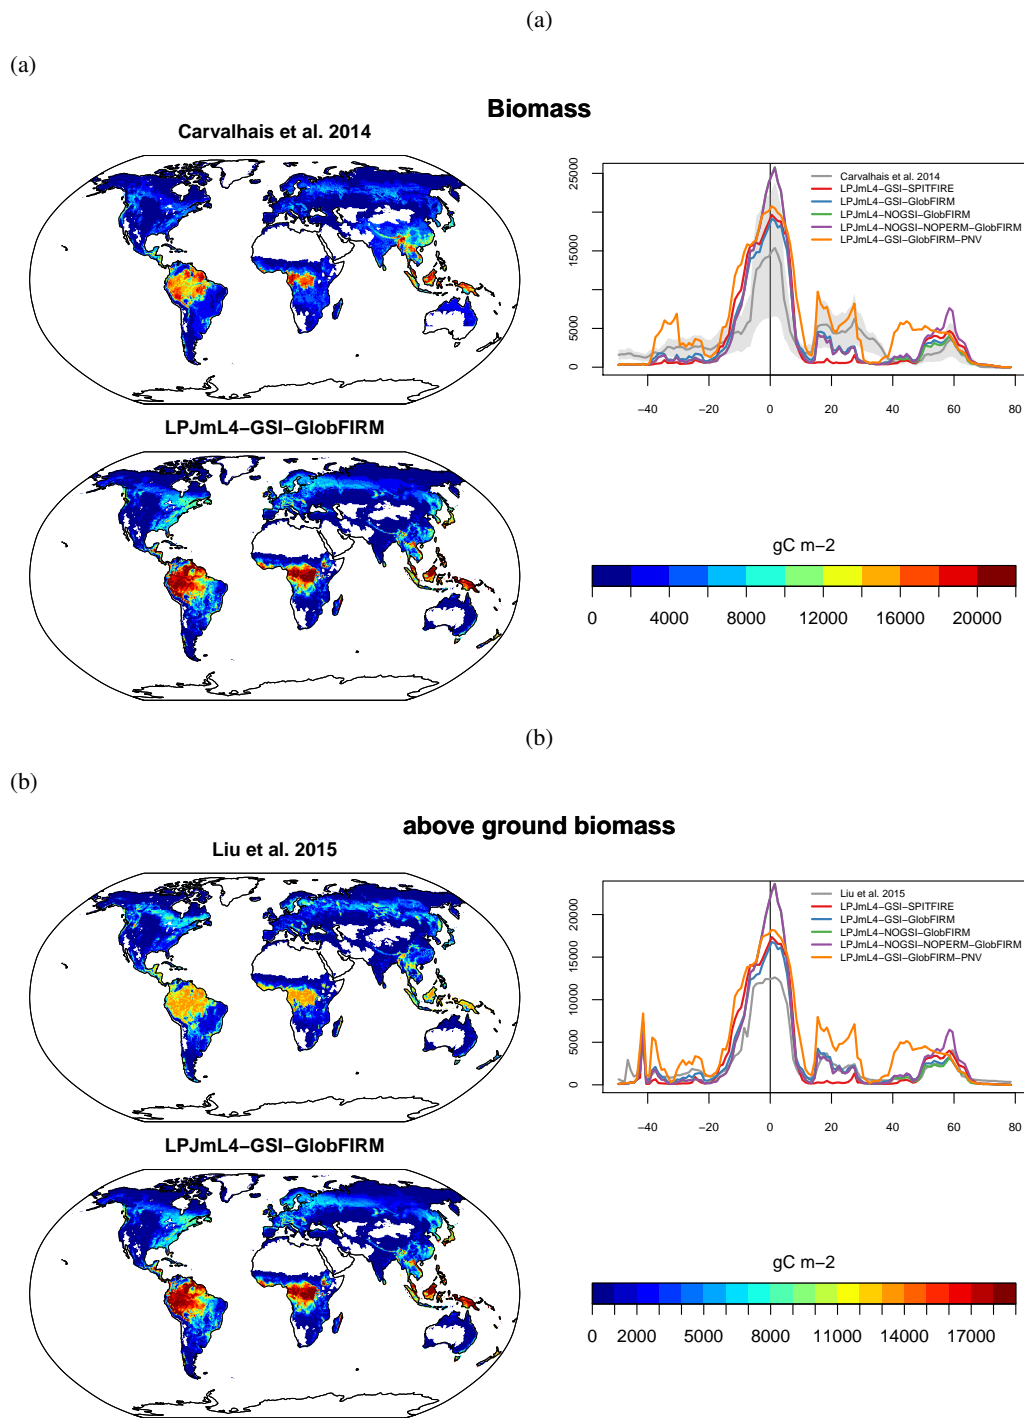 (a)
(a)
Biomass
Carvalhais et al. 2014
0 5000 15000 25000
Carvalhais et al. 2014
LPJmL4−GSI−SPITFIRE
LPJmL4−GSI−GlobFIRM
LPJmL4−NOGSI−GlobFIRM
LPJmL4−NOGSI−NOPERM−GlobFIRM
LPJmL4−GSI−GlobFIRM−PNV
−40 −20 0 20 40 60 80
LPJmL4−GSI−GlobFIRM
gC m−2
0 4000 8000 12000 16000 20000
(b)
(b)
above ground biomass
Liu et al. 2015
0 5000 10000 15000 20000
Liu et al. 2015
LPJmL4−GSI−SPITFIRE
LPJmL4−GSI−GlobFIRM
LPJmL4−NOGSI−GlobFIRM
LPJmL4−NOGSI−NOPERM−GlobFIRM
LPJmL4−GSI−GlobFIRM−PNV
−40 −20 0 20 40 60 80
LPJmL4−GSI−GlobFIRM
gC m−2
0 2000 5000 8000 11000 14000 17000